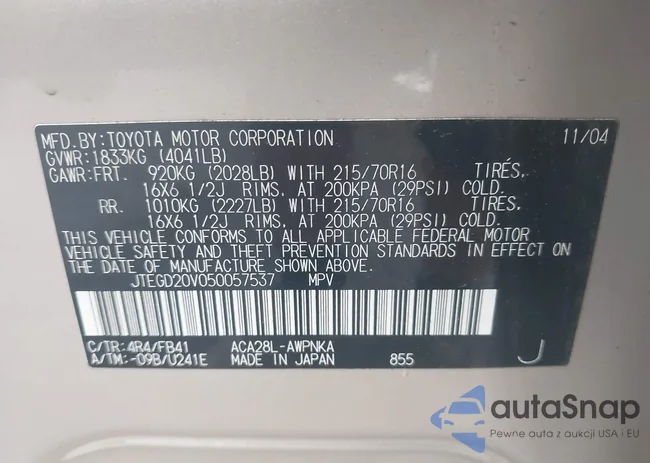 MFD.BY:TOYOTA MOTOR CORPORATION 11/04
GVWR:1833KG (4041LB)
GAWR:FRT. 920KG (2028LB) WITH 215/70R16 TIRES,
16X6 1/2J RIMS, AT 200KPA (29PSI) COLD.
RR. 1010KG (2227LB) WITH 215/70R16 TIRES,
16X6 1/2J RIMS, AT 200KPA (29PSI) COLD.
THIS VEHICLE CONFORMS TO ALL APPLICABLE FEDERAL MOTOR
VEHICLE SAFETY AND THEFT PREVENTION STANDARDS IN EFFECT ON
THE DATE OF MANUFACTURE SHOWN ABOVE.
JTEGD20V050057537 MPV
C/TR:4R4/FB41 ACA28L-AWPNKA
A/TM:-09B/U241E MADE IN JAPAN 855 J
autaSnap
Pewne auta z aukcji USA i EU